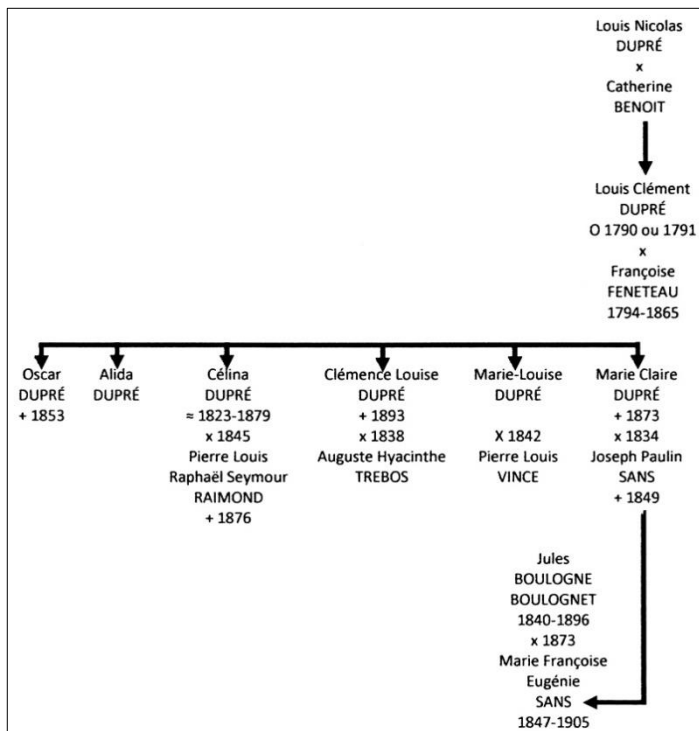 Louis Nicolas
DUPRÉ
x
Catherine
BENOIT
Louis Clément
DUPRÉ
O 1790 ou 1791
x
Françoise
FENETEAU
1794-1865
Oscar
DUPRÉ
+ 1853
Alida
DUPRÉ
Célina
DUPRÉ
≈ 1823-1879
x 1845
Pierre Louis
Raphaël Seymour
RAIMOND
+ 1876
Clémence Louise
DUPRÉ
+ 1893
x 1838
Auguste Hyacinthe
TREBOS
Marie-Louise
DUPRÉ
X 1842
Pierre Louis
VINCE
Marie Claire
DUPRÉ
+ 1873
x 1834
Joseph Paulin
SANS
+ 1849
Jules
BOULOGNE
BOULOGNET
1840-1896
x 1873
Marie Françoise
Eugénie
SANS
1847-1905